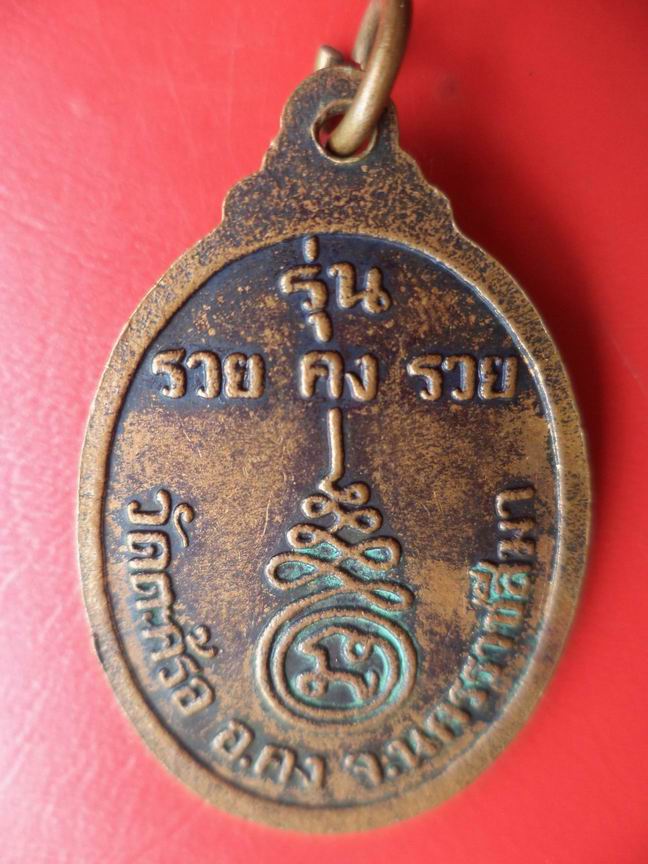 รุ่น
รวย คง รวย
วัดตะคร้อ อ.คง จ.นครราชสีมา